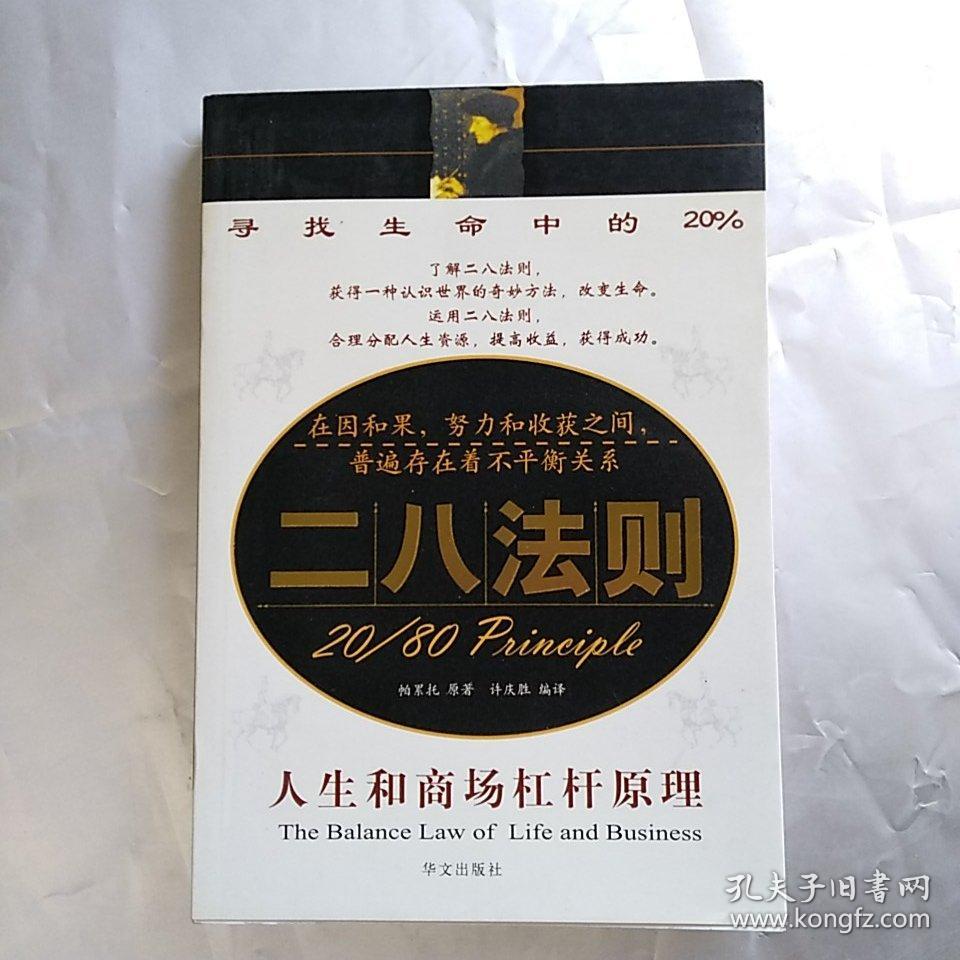 寻找生命中的20%
了解二八法则，
获得一种认识世界的奇妙方法，改变生命。
运用二八法则，
合理分配人生资源，提高收益，获得成功。
在因和果，努力和收获之间，
普遍存在着不平衡关系
二八法则
20/80 Principle
帕累托 原著 许庆胜 编译
人生和商场杠杆原理
The Balance Law of Life and Business
华文出版社
孔夫子旧書网
www.kongfz.com